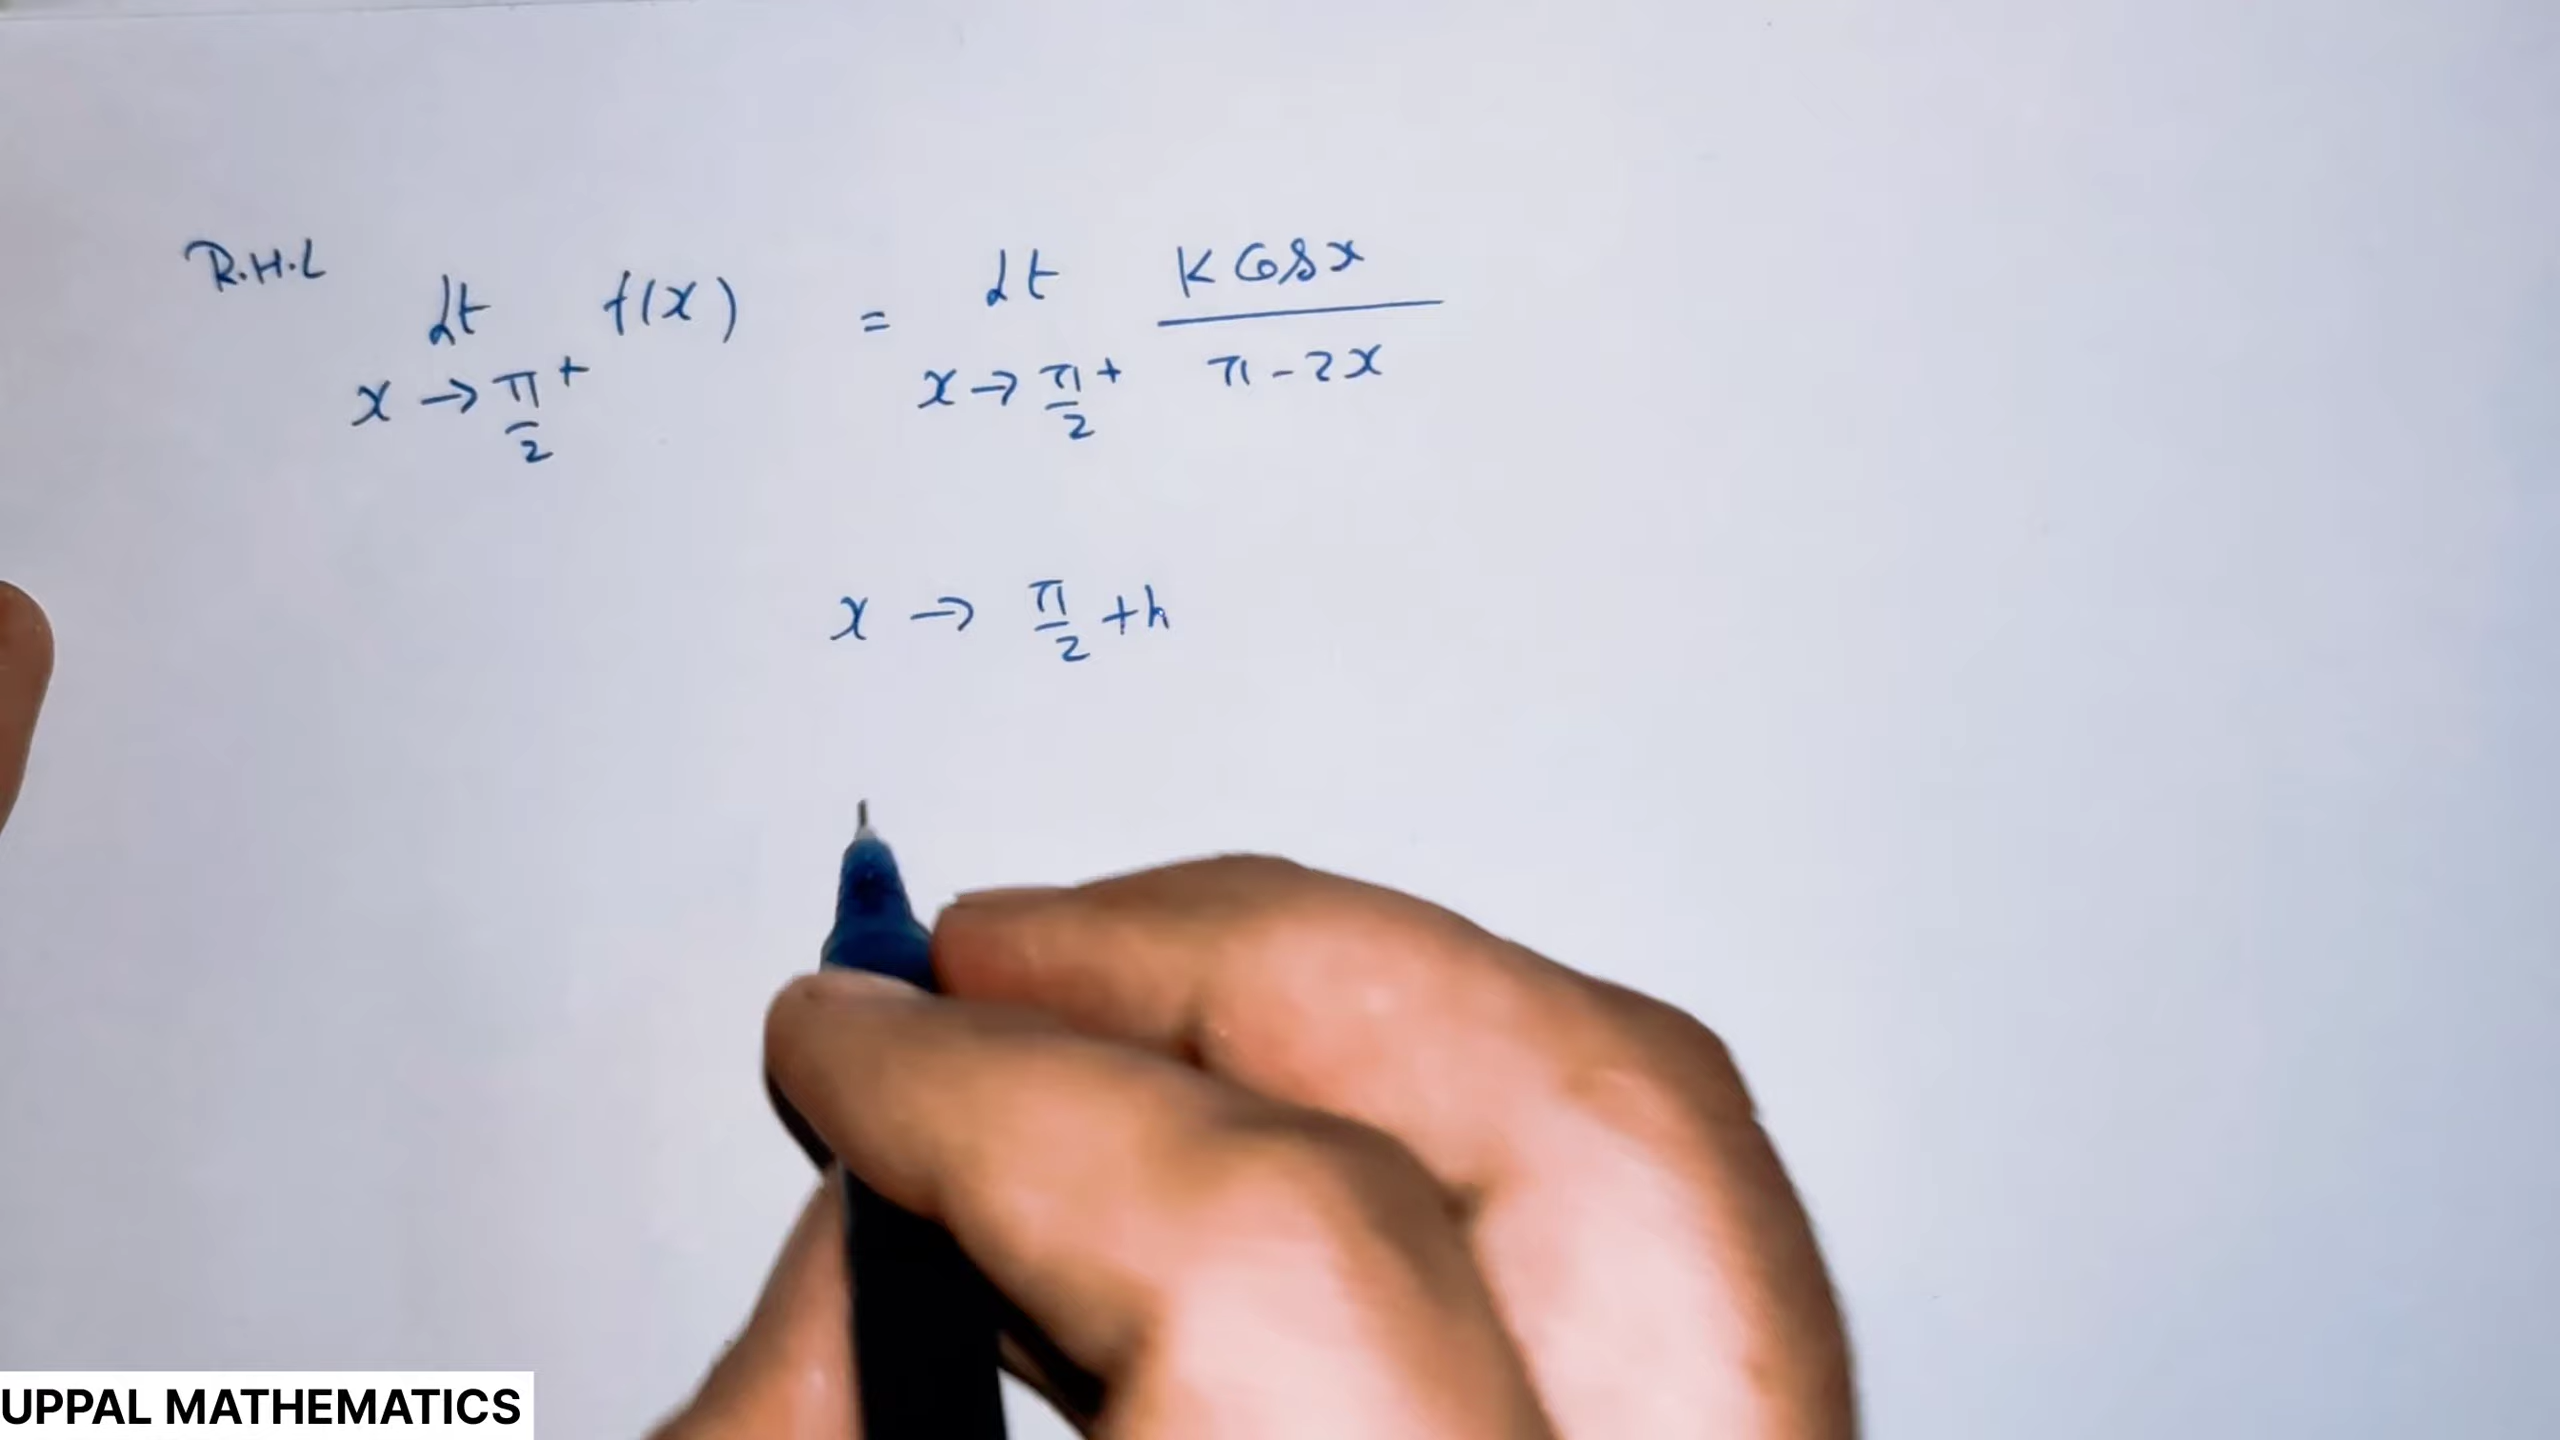 R.H.L
Lt f(x) = Lt K Cos x
x → π/2⁺ x → π/2⁺ π - 2x
x → π/2 + h
UPPAL MATHEMATICS